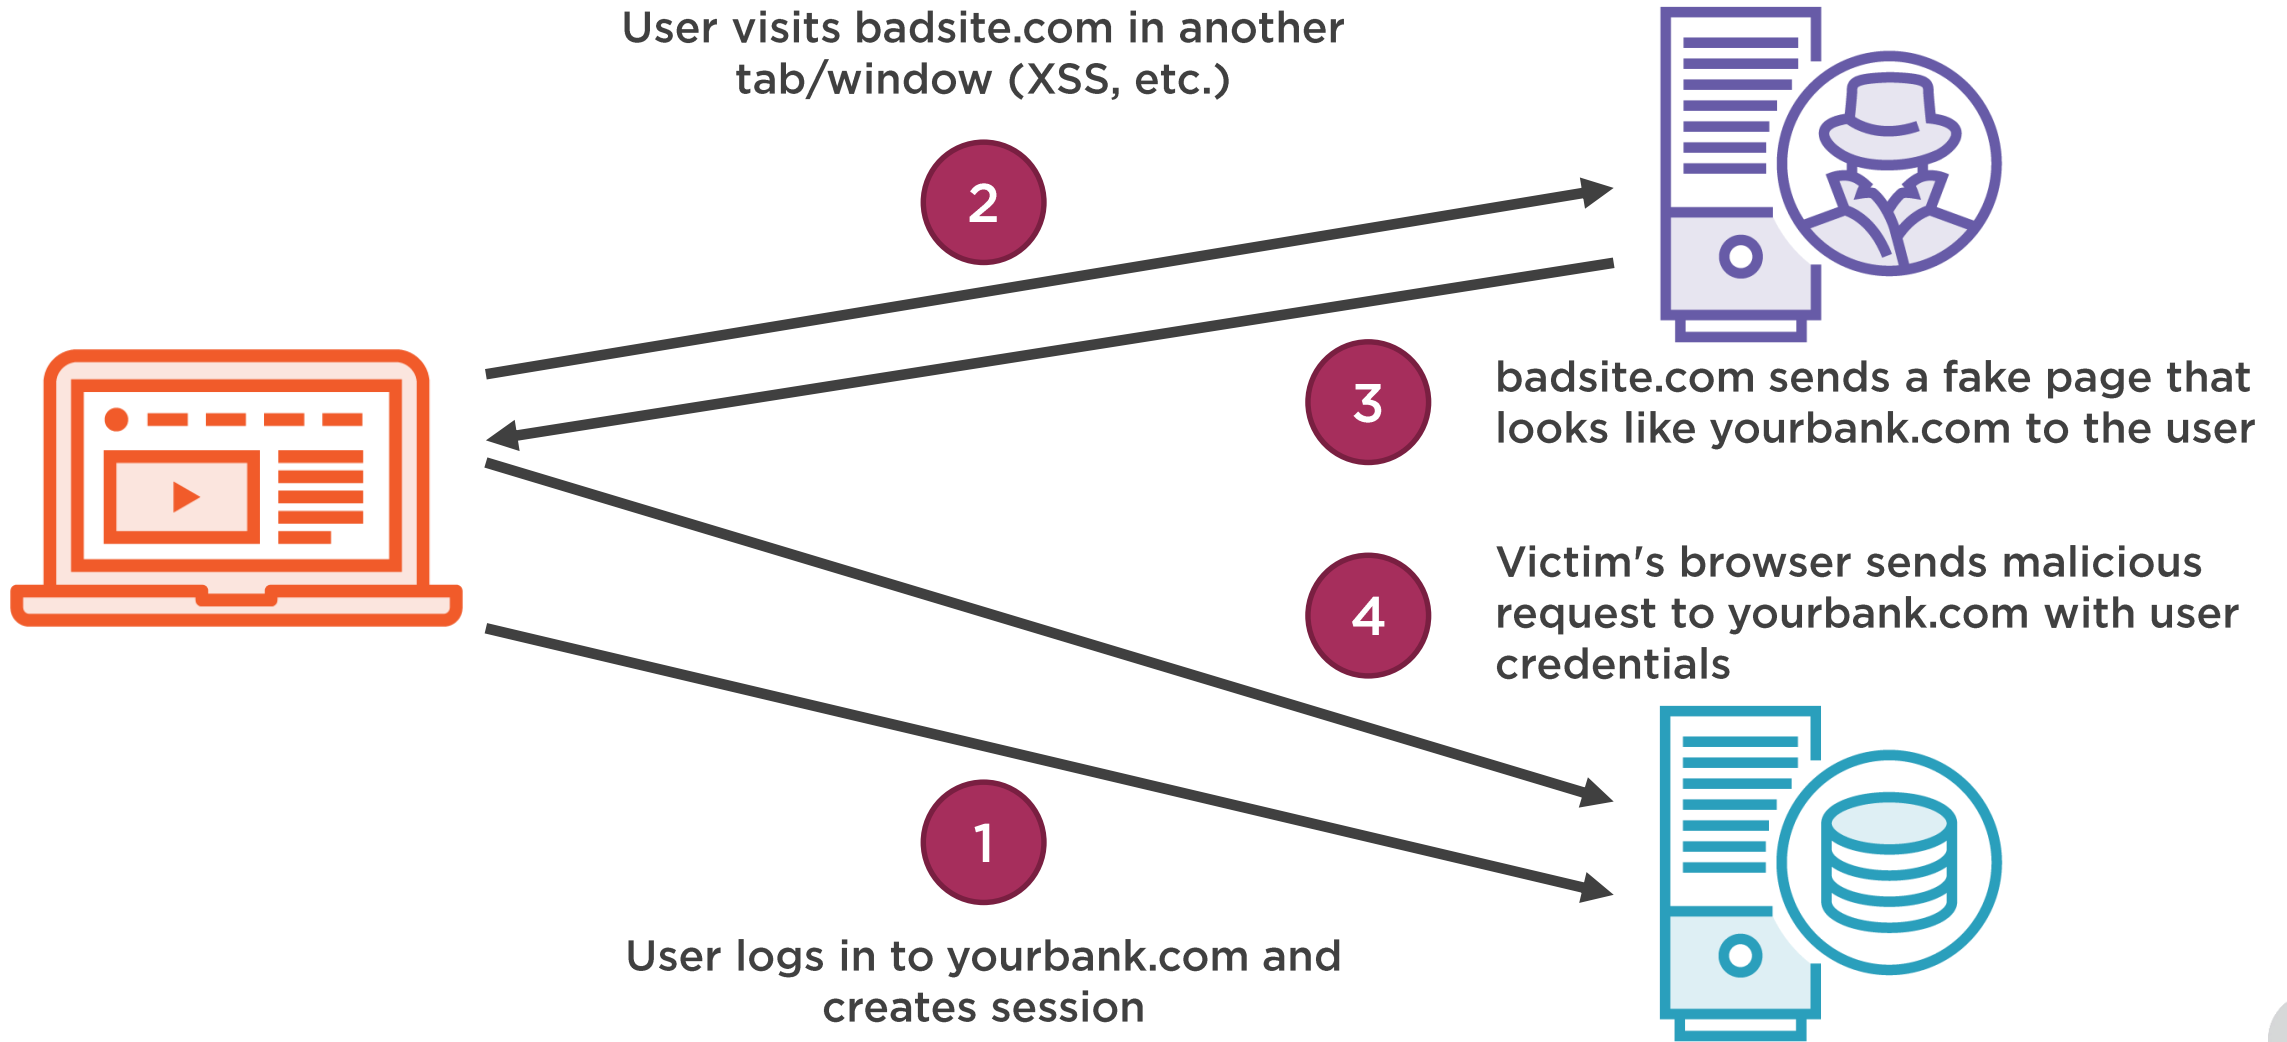 User visits badsite.com in another
tab/window (XSS, etc.)
2
3
badsite.com sends a fake page that
looks like yourbank.com to the user
4
Victim's browser sends malicious
request to yourbank.com with user
credentials
1
User logs in to yourbank.com and
creates session